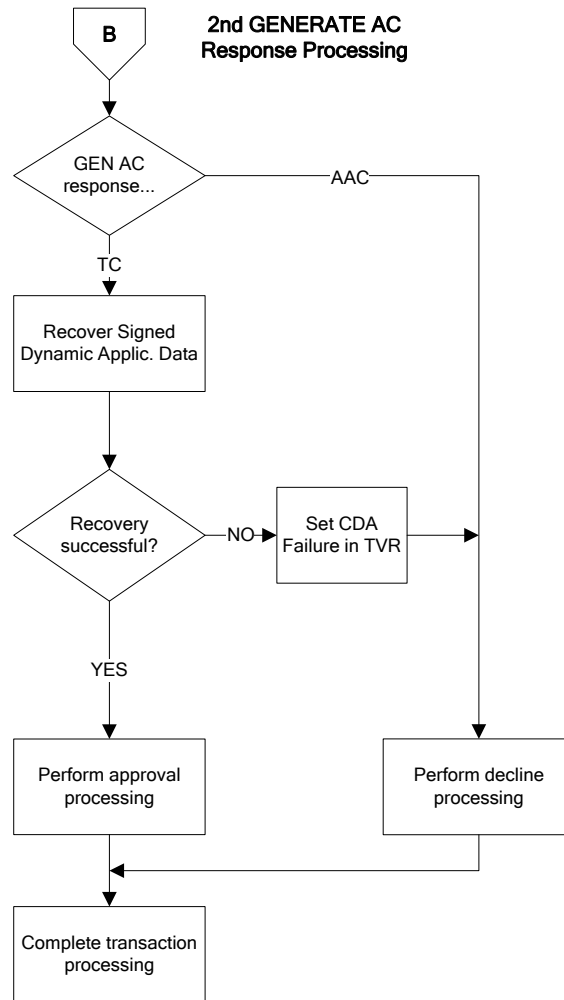 B
2nd GENERATE AC
Response Processing
GEN AC
response...
AAC
TC
Recover Signed
Dynamic Applic. Data
Recovery
successful?
NO
Set CDA
Failure in TVR
YES
Perform approval
processing
Perform decline
processing
Complete transaction
processing